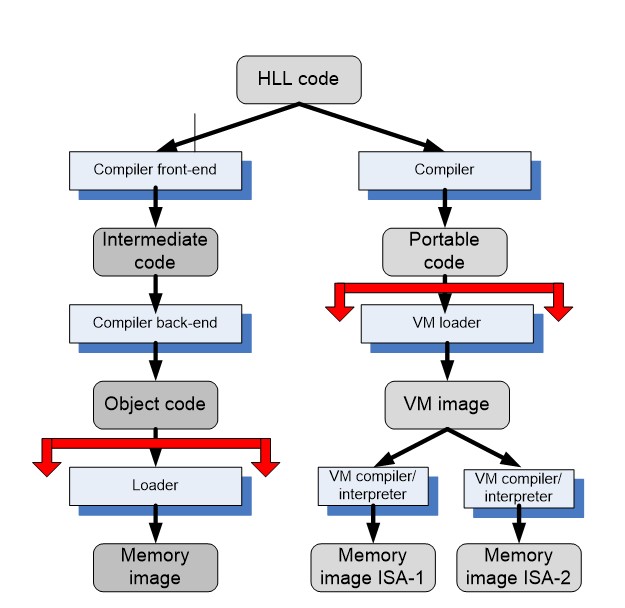 HLL code
Compiler front-end
Compiler
Intermediate
code
Portable
code
Compiler back-end
VM loader
Object code
VM image
Loader
VM compiler/
interpreter
VM compiler/
interpreter
Memory
image
Memory
image ISA-1
Memory
image ISA-2